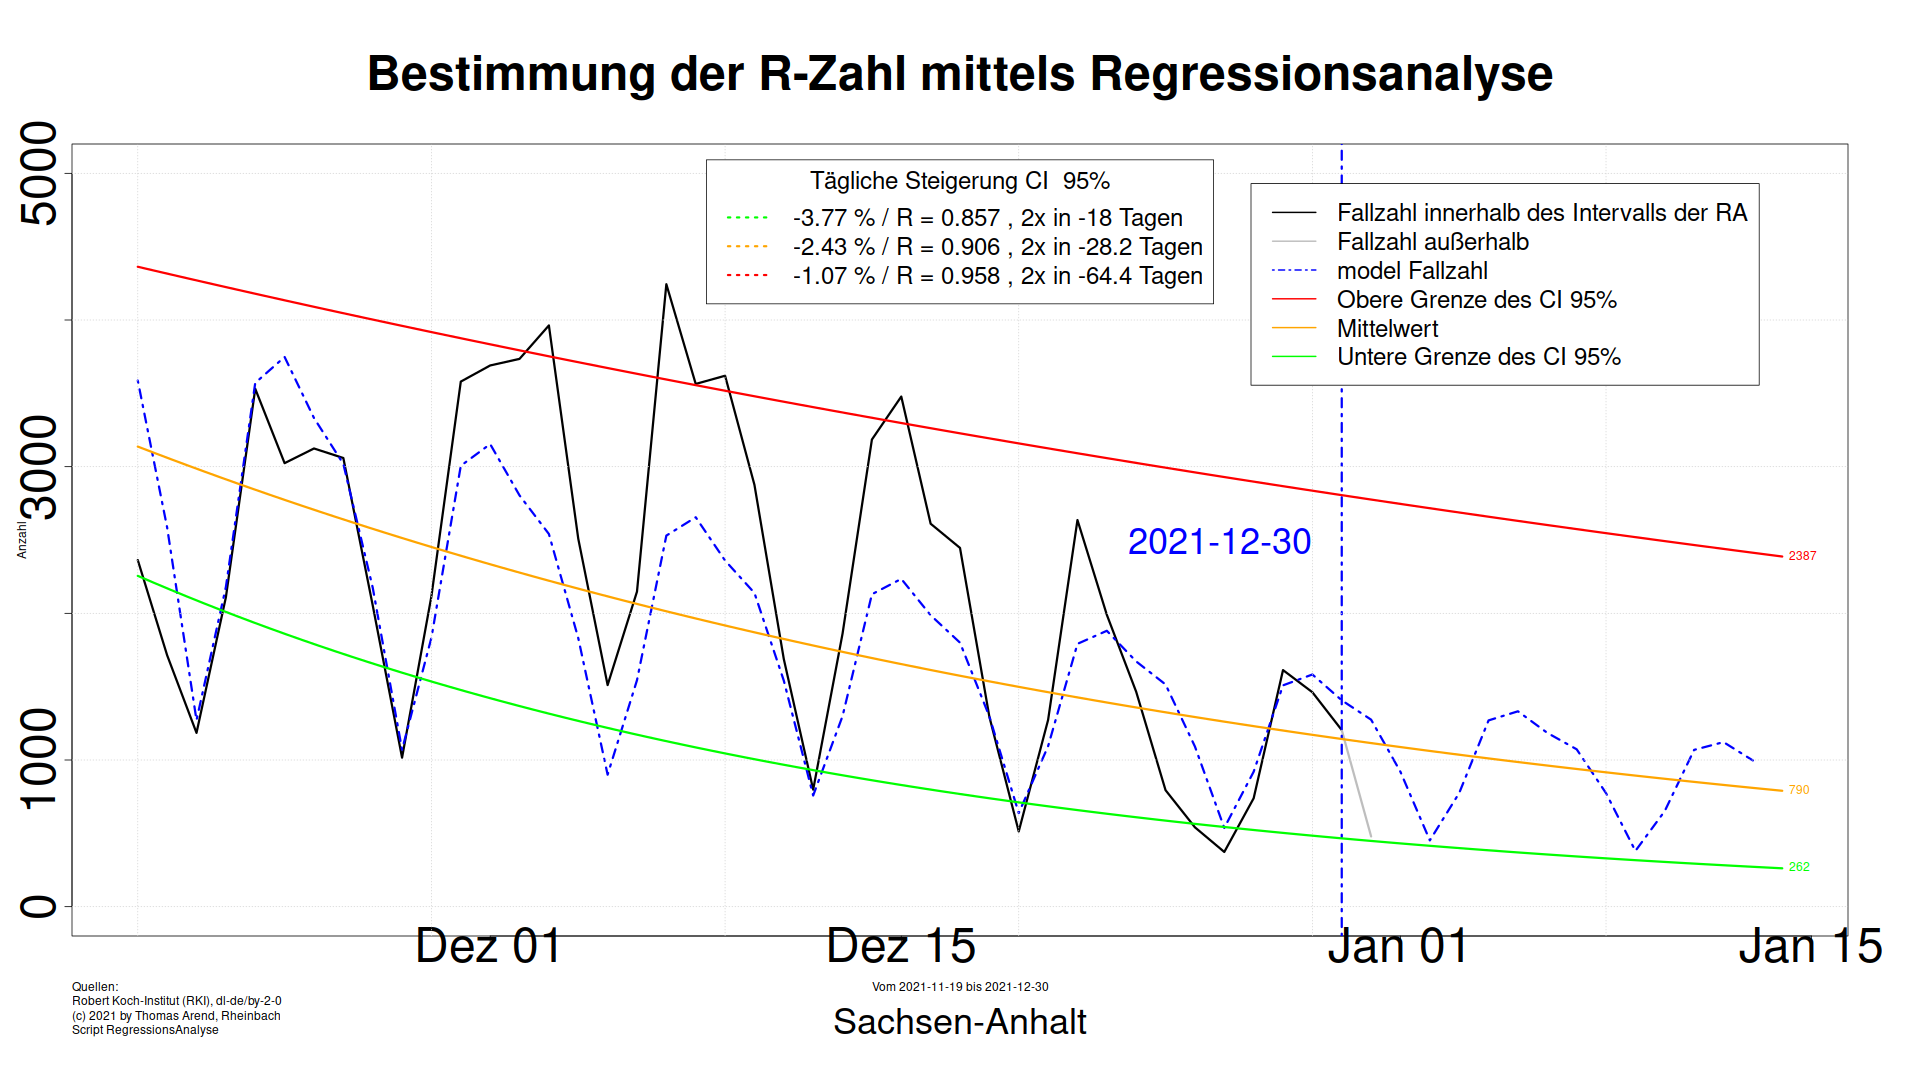 Bestimmung der R-Zahl mittels Regressionsanalyse
5000
3000
1000
0
Anzahl
Tägliche Steigerung CI  95%
-3.77 % / R = 0.857 , 2x in -18 Tagen
-2.43 % / R = 0.906 , 2x in -28.2 Tagen
-1.07 % / R = 0.958 , 2x in -64.4 Tagen
Fallzahl innerhalb des Intervalls der RA
Fallzahl außerhalb
model Fallzahl
Obere Grenze des CI 95%
Mittelwert
Untere Grenze des CI 95%
2021-12-30
2387
790
262
Dez 01
Dez 15
Jan 01
Jan 15
Quellen:
Robert Koch-Institut (RKI), dl-de/by-2-0
(c) 2021 by Thomas Arend, Rheinbach
Script RegressionsAnalyse
Vom 2021-11-19 bis 2021-12-30
Sachsen-Anhalt